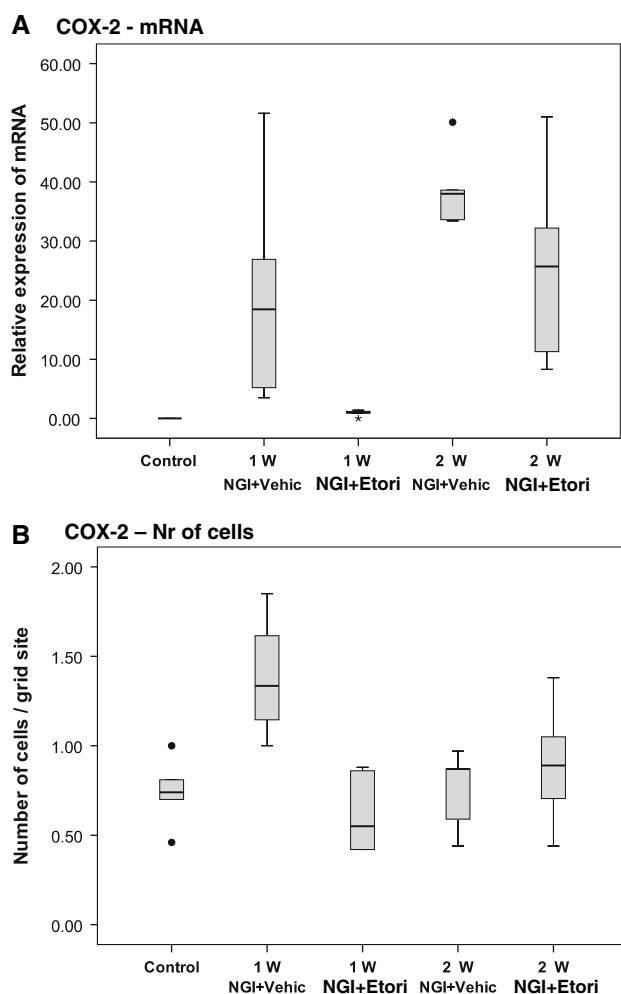 A COX-2 - mRNA
Relative expression of mRNA
60.00
50.00
40.00
30.00
20.00
10.00
0.00
*
Control 1 W 1 W 2 W 2 W
NGI+Vehic NGI+Etori NGI+Vehic NGI+Etori
B COX-2 – Nr of cells
Number of cells / grid site
2.00
1.50
1.00
0.50
0.00
Control 1 W 1 W 2 W 2 W
NGI+Vehic NGI+Etori NGI+Vehic NGI+Etori